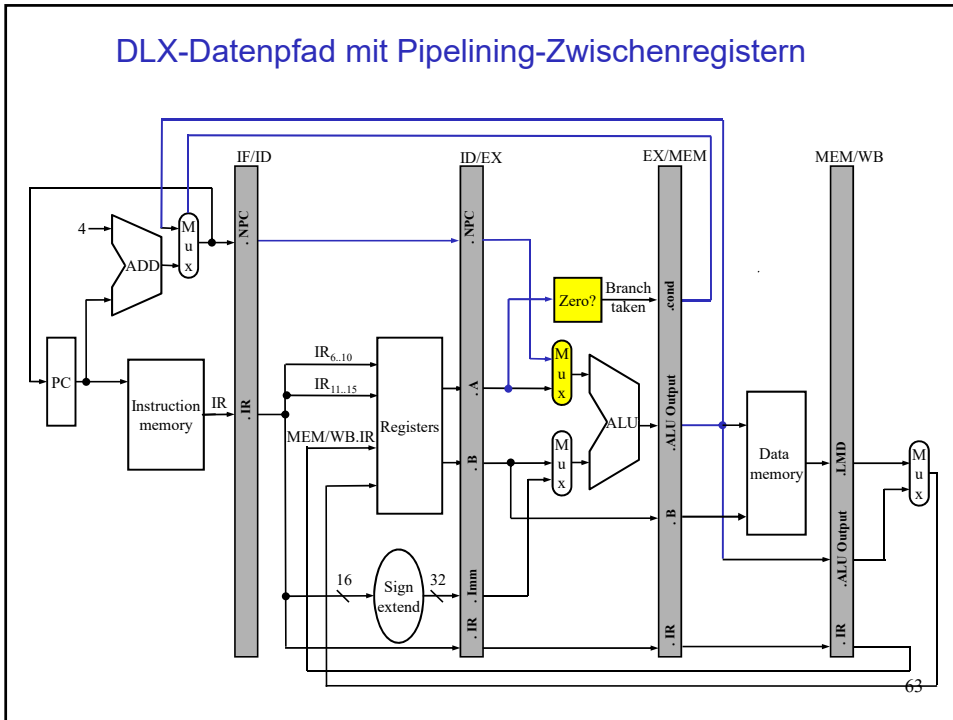 DLX-Datenpfad mit Pipelining-Zwischenregistern
IF/ID
ID/EX
EX/MEM
MEM/WB
4
ADD
M
u
x
. NPC
. NPC
Zero?
Branch
taken
.cond
PC
Instruction
memory
IR
. IR
IR6..10
IR11..15
MEM/WB.IR
Registers
. A
. B
M
u
x
M
u
x
ALU
.ALU Output
. B
Data
memory
.LMD
.ALU Output
M
u
x
16
Sign
extend
32
. Imm
. IR
. IR
. IR
63